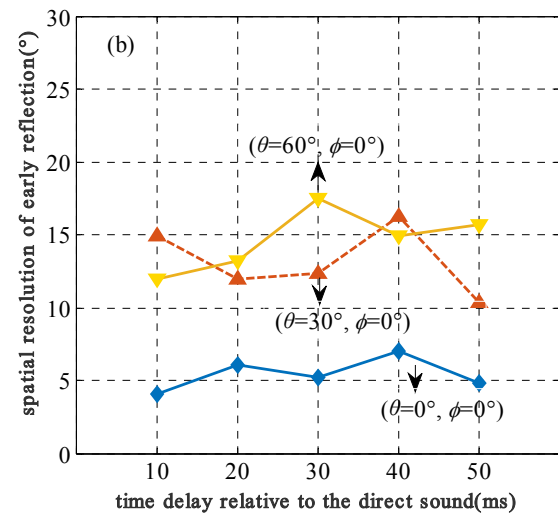 30
(b)
25
(θ=60°, ϕ=0°)
20
15
10
(θ=30°, ϕ=0°)
5
(θ=0°, ϕ=0°)
0
10 20 30 40 50
time delay relative to the direct sound(ms)
spatial resolution of early reflection(°)